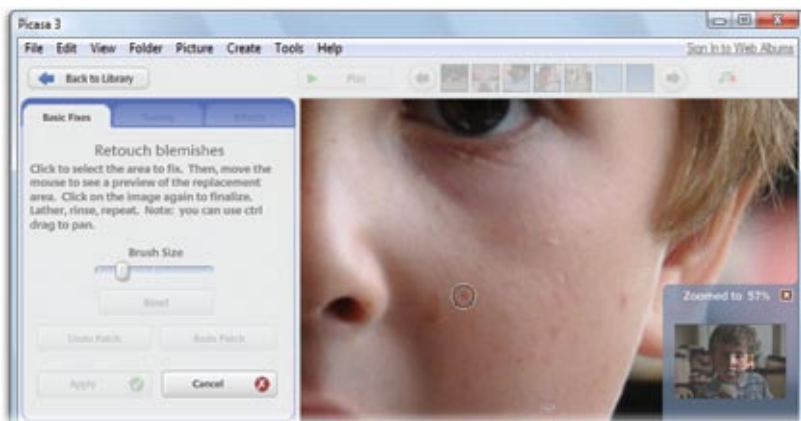 Picasa 3
File Edit View Folder Picture Create Tools Help
Sign In to Web Albums
Back to Library
Play
Basic Fixes
Tuning
Effects
Retouch blemishes
Click to select the area to fix. Then, move the
mouse to see a preview of the replacement
area. Click on the image again to finalize.
Lather, rinse, repeat. Note: you can use ctrl
drag to pan.
Brush Size
Reset
Undo Patch
Redo Patch
Apply
Cancel
Zoomed to 57%